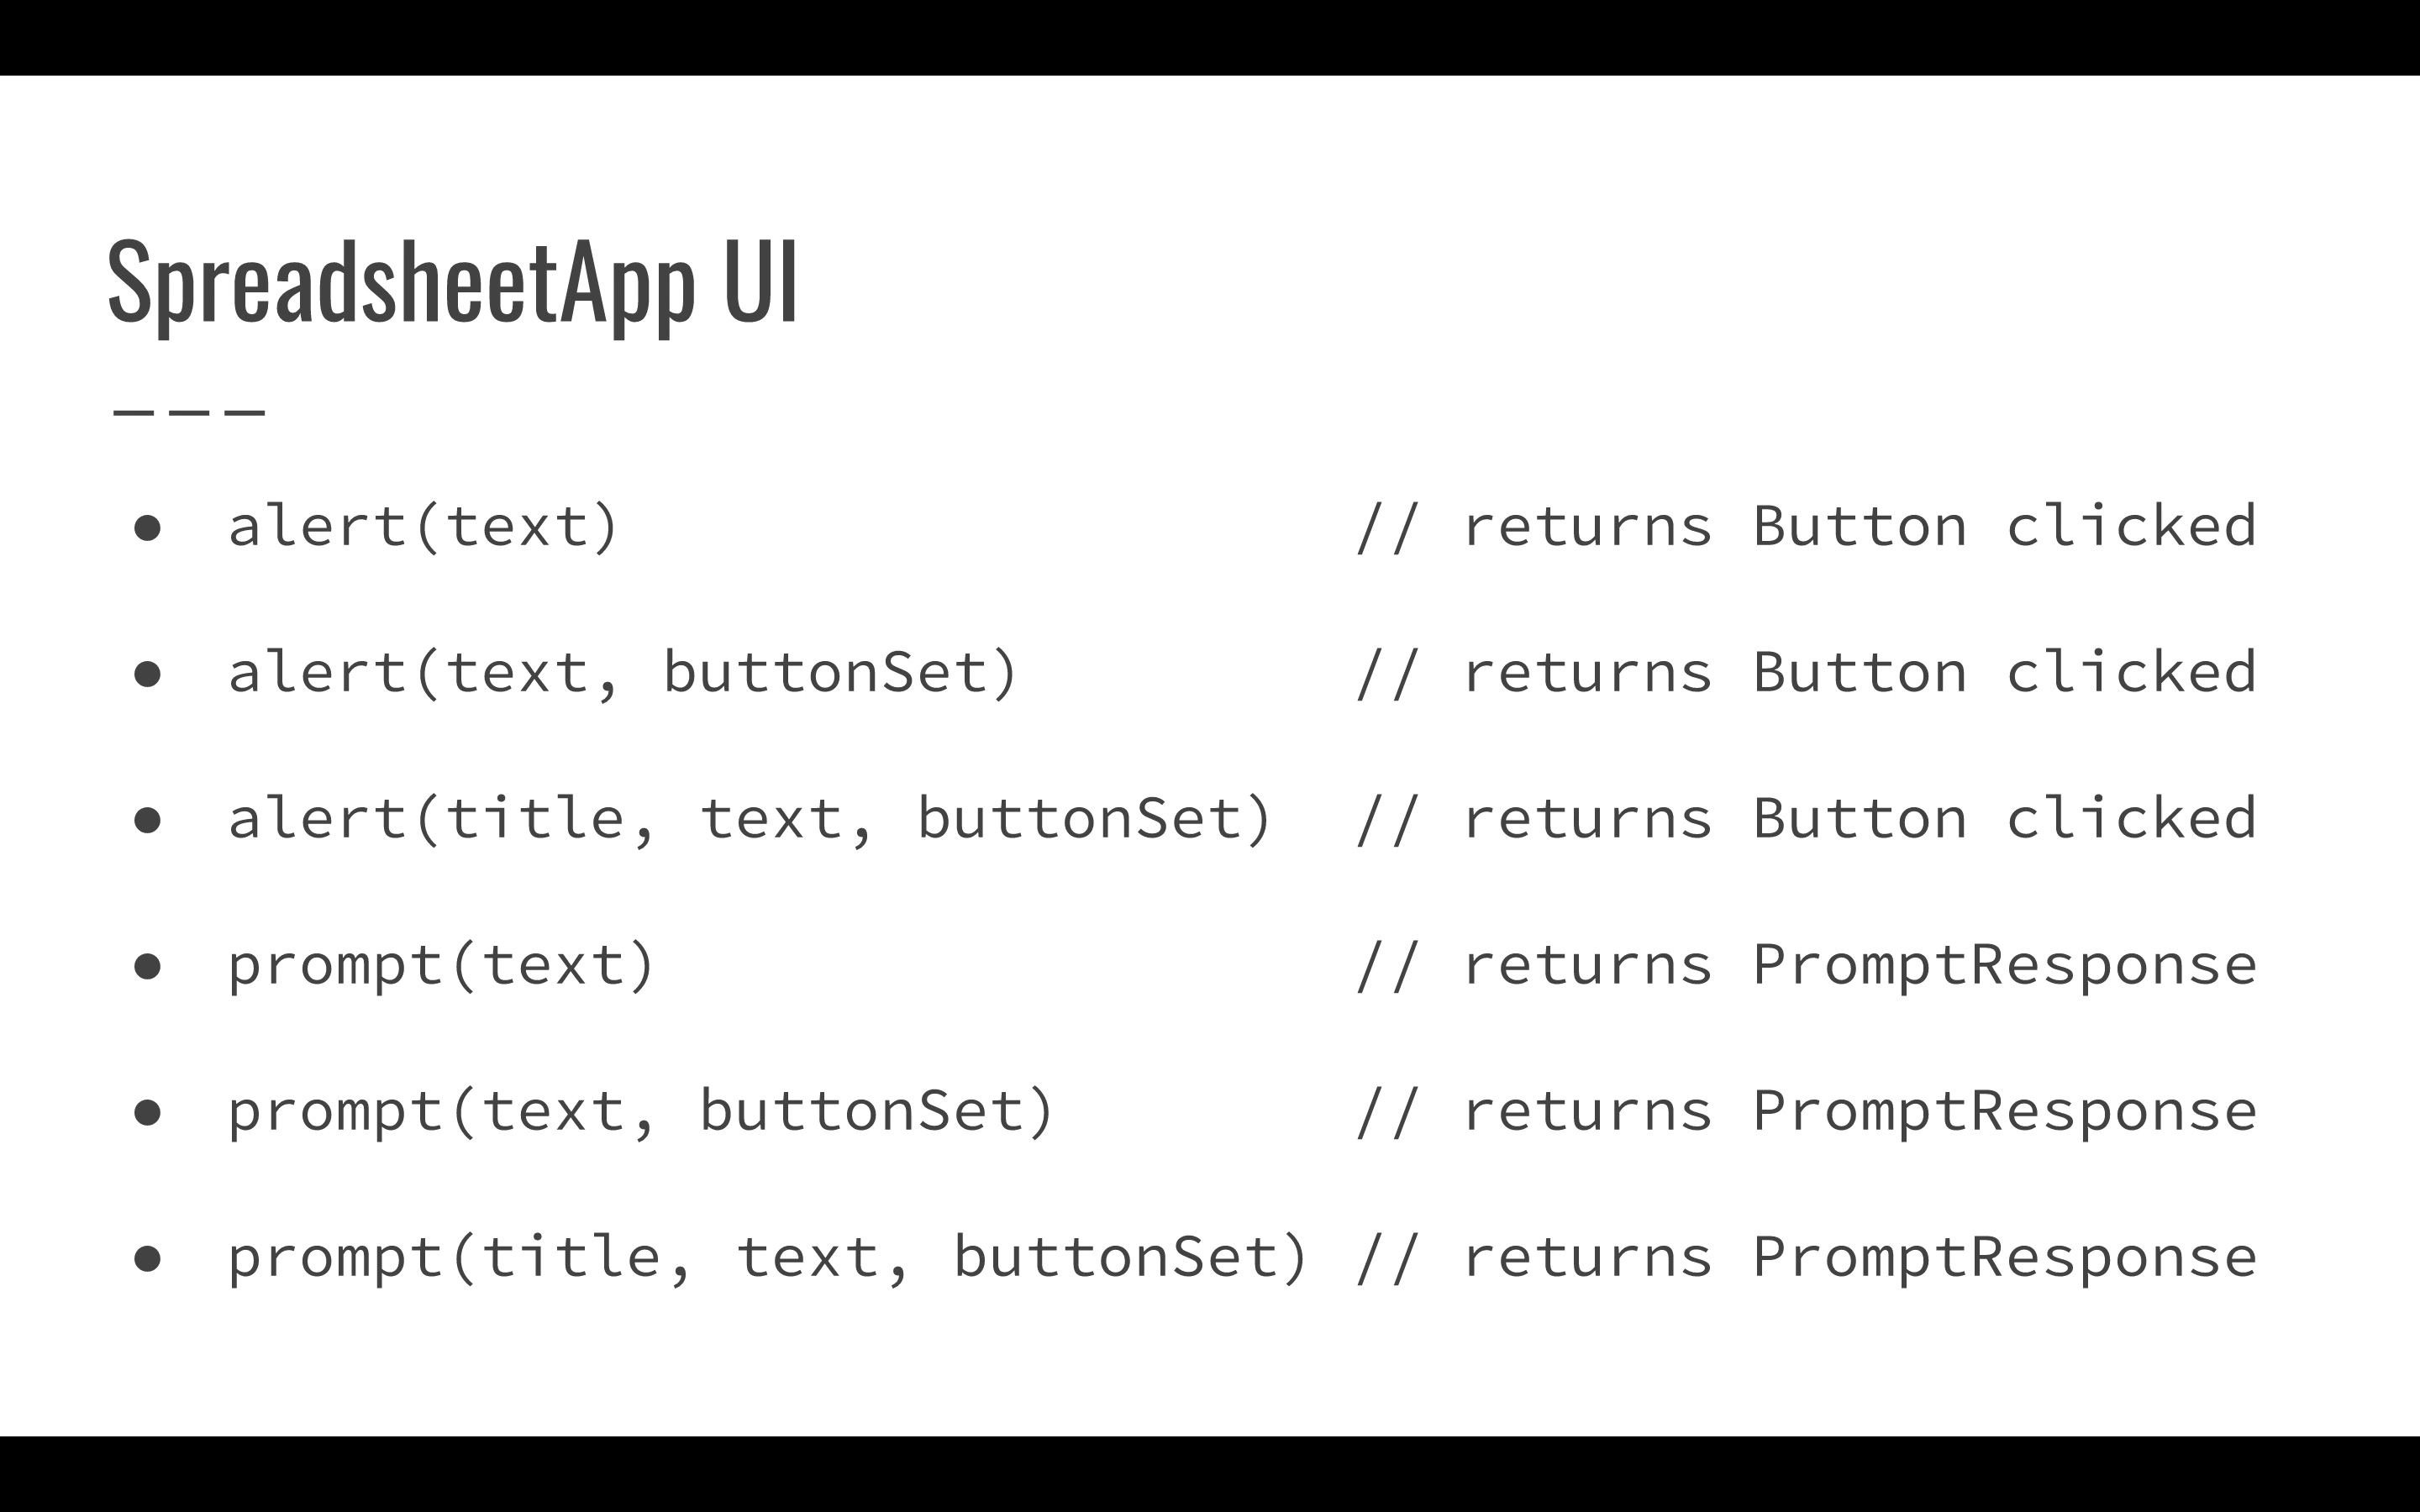 SpreadsheetApp UI
———
● alert(text) // returns Button clicked
● alert(text, buttonSet) // returns Button clicked
● alert(title, text, buttonSet) // returns Button clicked
● prompt(text) // returns PromptResponse
● prompt(text, buttonSet) // returns PromptResponse
● prompt(title, text, buttonSet) // returns PromptResponse